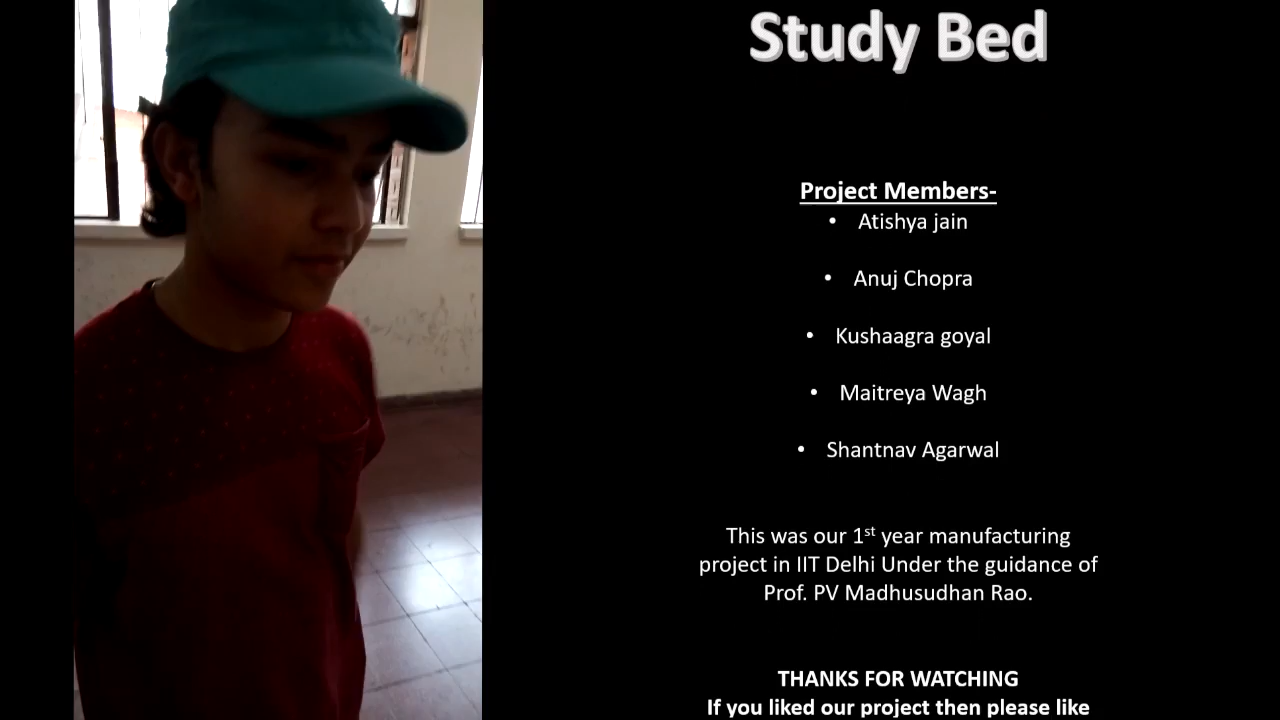 Study Bed
Project Members-
• Atishya jain
• Anuj Chopra
• Kushaagra goyal
• Maitreya Wagh
• Shantnav Agarwal
This was our 1st year manufacturing
project in IIT Delhi Under the guidance of
Prof. PV Madhusudhan Rao.
THANKS FOR WATCHING
If you liked our project then please like